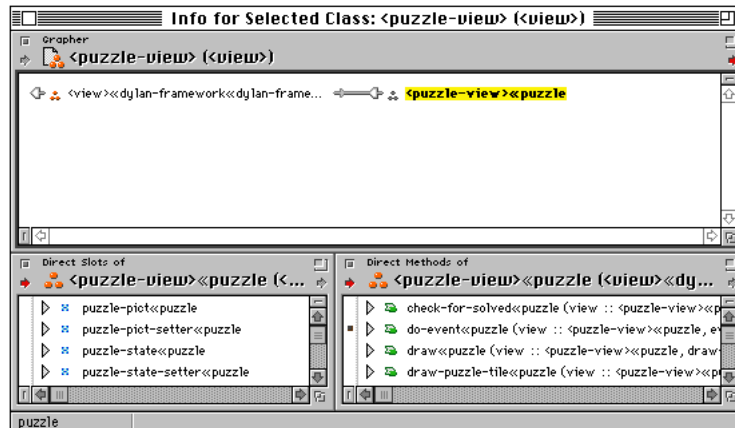 Info for Selected Class: <puzzle-view> (<view>)
Grapher
<puzzle-view> (<view>)
<view>«dylan-framework«dylan-frame... <puzzle-view>«puzzle
Direct Slots of
<puzzle-view>«puzzle (<...
puzzle-pict«puzzle
puzzle-pict-setter«puzzle
puzzle-state«puzzle
puzzle-state-setter«puzzle
Direct Methods of
<puzzle-view>«puzzle (<view>«dy...
check-for-solved«puzzle (view :: <puzzle-view>«p
do-event«puzzle (view :: <puzzle-view>«puzzle, ev
draw«puzzle (view :: <puzzle-view>«puzzle, draw-
draw-puzzle-tile«puzzle (view :: <puzzle-view>«pu
puzzle